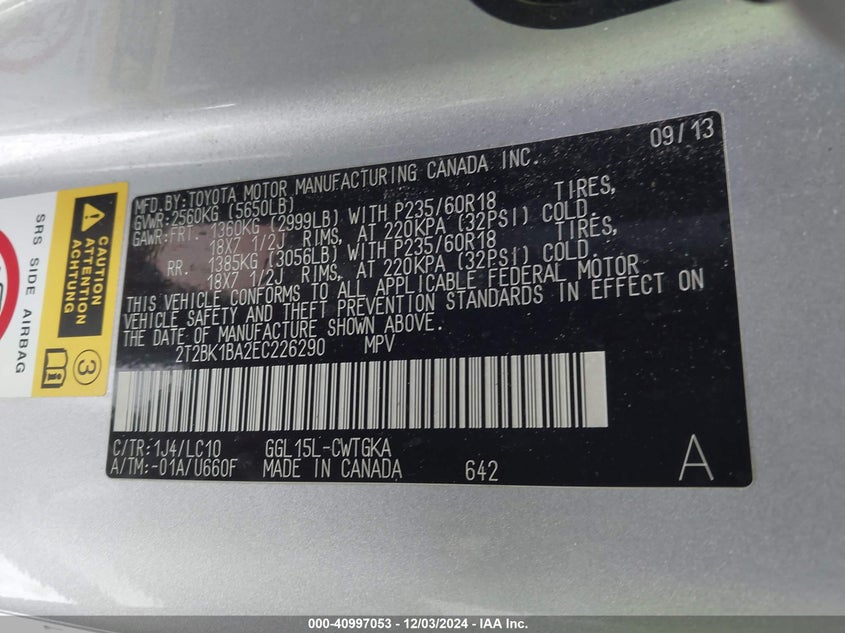 09/13
MFD.BY:TOYOTA MOTOR MANUFACTURING CANADA INC.
GVWR:2560KG (5650LB)
GAWR:FRT. 1360KG (2999LB) WITH P235/60R18 TIRES,
18X7 1/2J RIMS, AT 220KPA (32PSI) COLD.
RR. 1385KG (3056LB) WITH P235/60R18 TIRES,
18X7 1/2J RIMS, AT 220KPA (32PSI) COLD.
THIS VEHICLE CONFORMS TO ALL APPLICABLE FEDERAL MOTOR
VEHICLE SAFETY AND THEFT PREVENTION STANDARDS IN EFFECT ON
THE DATE OF MANUFACTURE SHOWN ABOVE.
2T2BK1BA2EC226290 MPV
C/TR:1J4/LC10 GGL15L-CWTGKA
A/TM:-01A/U660F MADE IN CANADA 642 A
SRS SIDE AIRBAG
CAUTION
ATTENTION
ACHTUNG
3
000-40997053 - 12/03/2024 - IAA Inc.